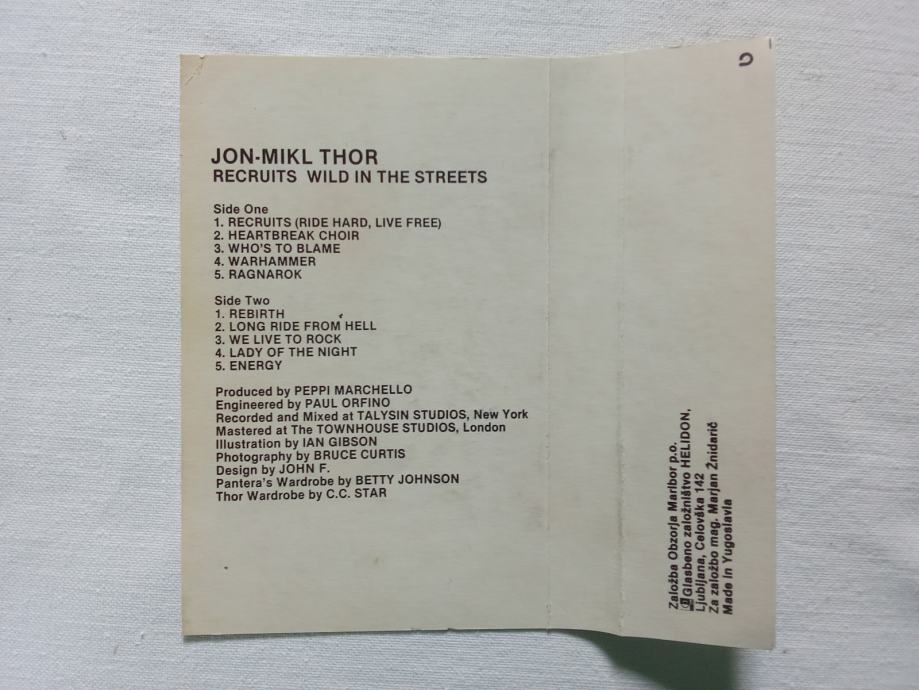 JON-MIKL THOR
RECRUITS WILD IN THE STREETS
Side One
1. RECRUITS (RIDE HARD, LIVE FREE)
2. HEARTBREAK CHOIR
3. WHO'S TO BLAME
4. WARHAMMER
5. RAGNAROK
Side Two
1. REBIRTH
2. LONG RIDE FROM HELL
3. WE LIVE TO ROCK
4. LADY OF THE NIGHT
5. ENERGY
Produced by PEPPI MARCHELLO
Engineered by PAUL ORFINO
Recorded and Mixed at TALYSIN STUDIOS, New York
Mastered at The TOWNHOUSE STUDIOS, London
Illustration by IAN GIBSON
Photography by BRUCE CURTIS
Design by JOHN F.
Pantera's Wardrobe by BETTY JOHNSON
Thor Wardrobe by C.C. STAR
Založba Obzorja Maribor p.o.
Glasbeno založništvo HELIDON,
Ljubljana, Celovška 142
Za založbo mag. Marjan Žnidarič
Made in Yugoslavia